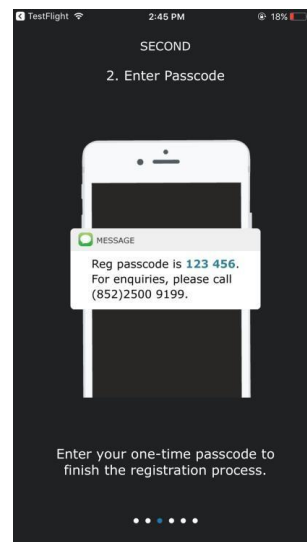 TestFlight 2:45 PM 18%
SECOND
2. Enter Passcode
MESSAGE
Reg passcode is 123 456.
For enquiries, please call
(852)2500 9199.
Enter your one-time passcode to
finish the registration process.